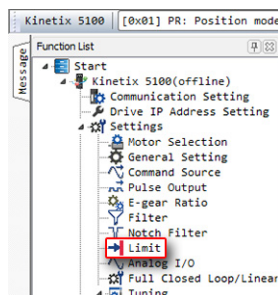 Kinetix 5100 [0x01] PR: Position mode
Message
Function List
Start
Kinetix 5100(offline)
Communication Setting
Drive IP Address Setting
Settings
Motor Selection
General Setting
Command Source
Pulse Output
E-gear Ratio
Filter
Notch Filter
Limit
Analog I/O
Full Closed Loop/Linear
Tuning